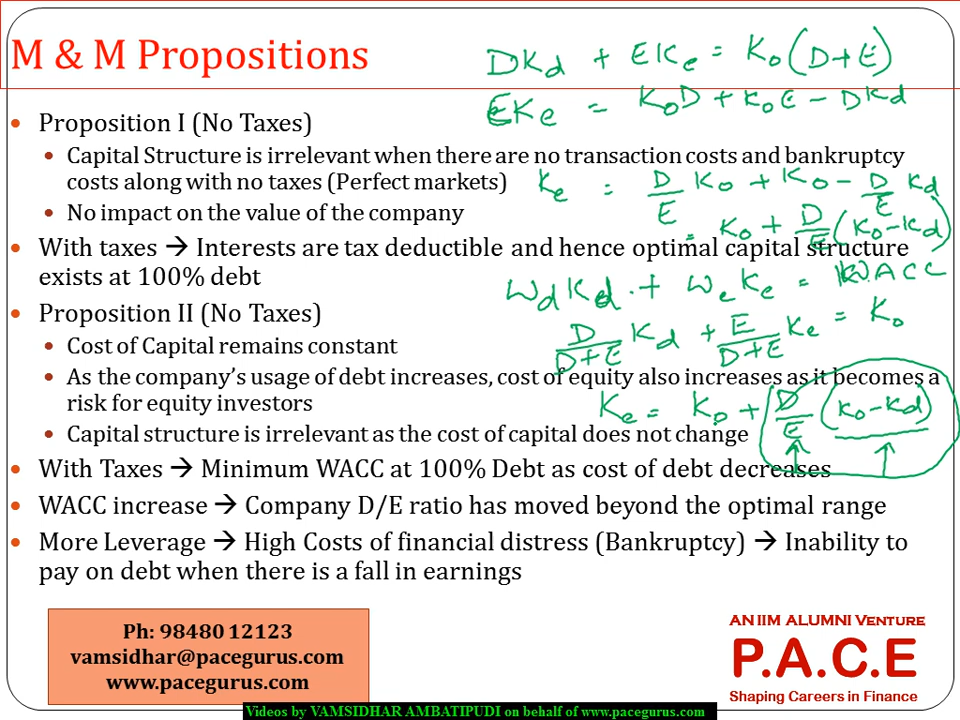 M & M Propositions
DKd + EKe = Ko(D+E)
EKe = KoD + KoE - DKd
• Proposition I (No Taxes)
• Capital Structure is irrelevant when there are no transaction costs and bankruptcy
costs along with no taxes (Perfect markets)
Ke = D/E Ko + Ko - D/E Kd
• No impact on the value of the company
= Ko + D/E (Ko-Kd)
• With taxes → Interests are tax deductible and hence optimal capital structure
exists at 100% debt
WdKd + WeKe = WACC
• Proposition II (No Taxes)
D/D+E Kd + E/D+E Ke = Ko
• Cost of Capital remains constant
• As the company's usage of debt increases, cost of equity also increases as it becomes a
risk for equity investors
Ke = Ko + D/E (Ko-Kd)
• Capital structure is irrelevant as the cost of capital does not change
• With Taxes → Minimum WACC at 100% Debt as cost of debt decreases
• WACC increase → Company D/E ratio has moved beyond the optimal range
• More Leverage → High Costs of financial distress (Bankruptcy) → Inability to
pay on debt when there is a fall in earnings
Ph: 98480 12123
vamsidhar@pacegurus.com
www.pacegurus.com
AN IIM ALUMNI VENTURE
P.A.C.E
Shaping Careers in Finance
Videos by VAMSIDHAR AMBATIPUDI on behalf of www.pacegurus.com